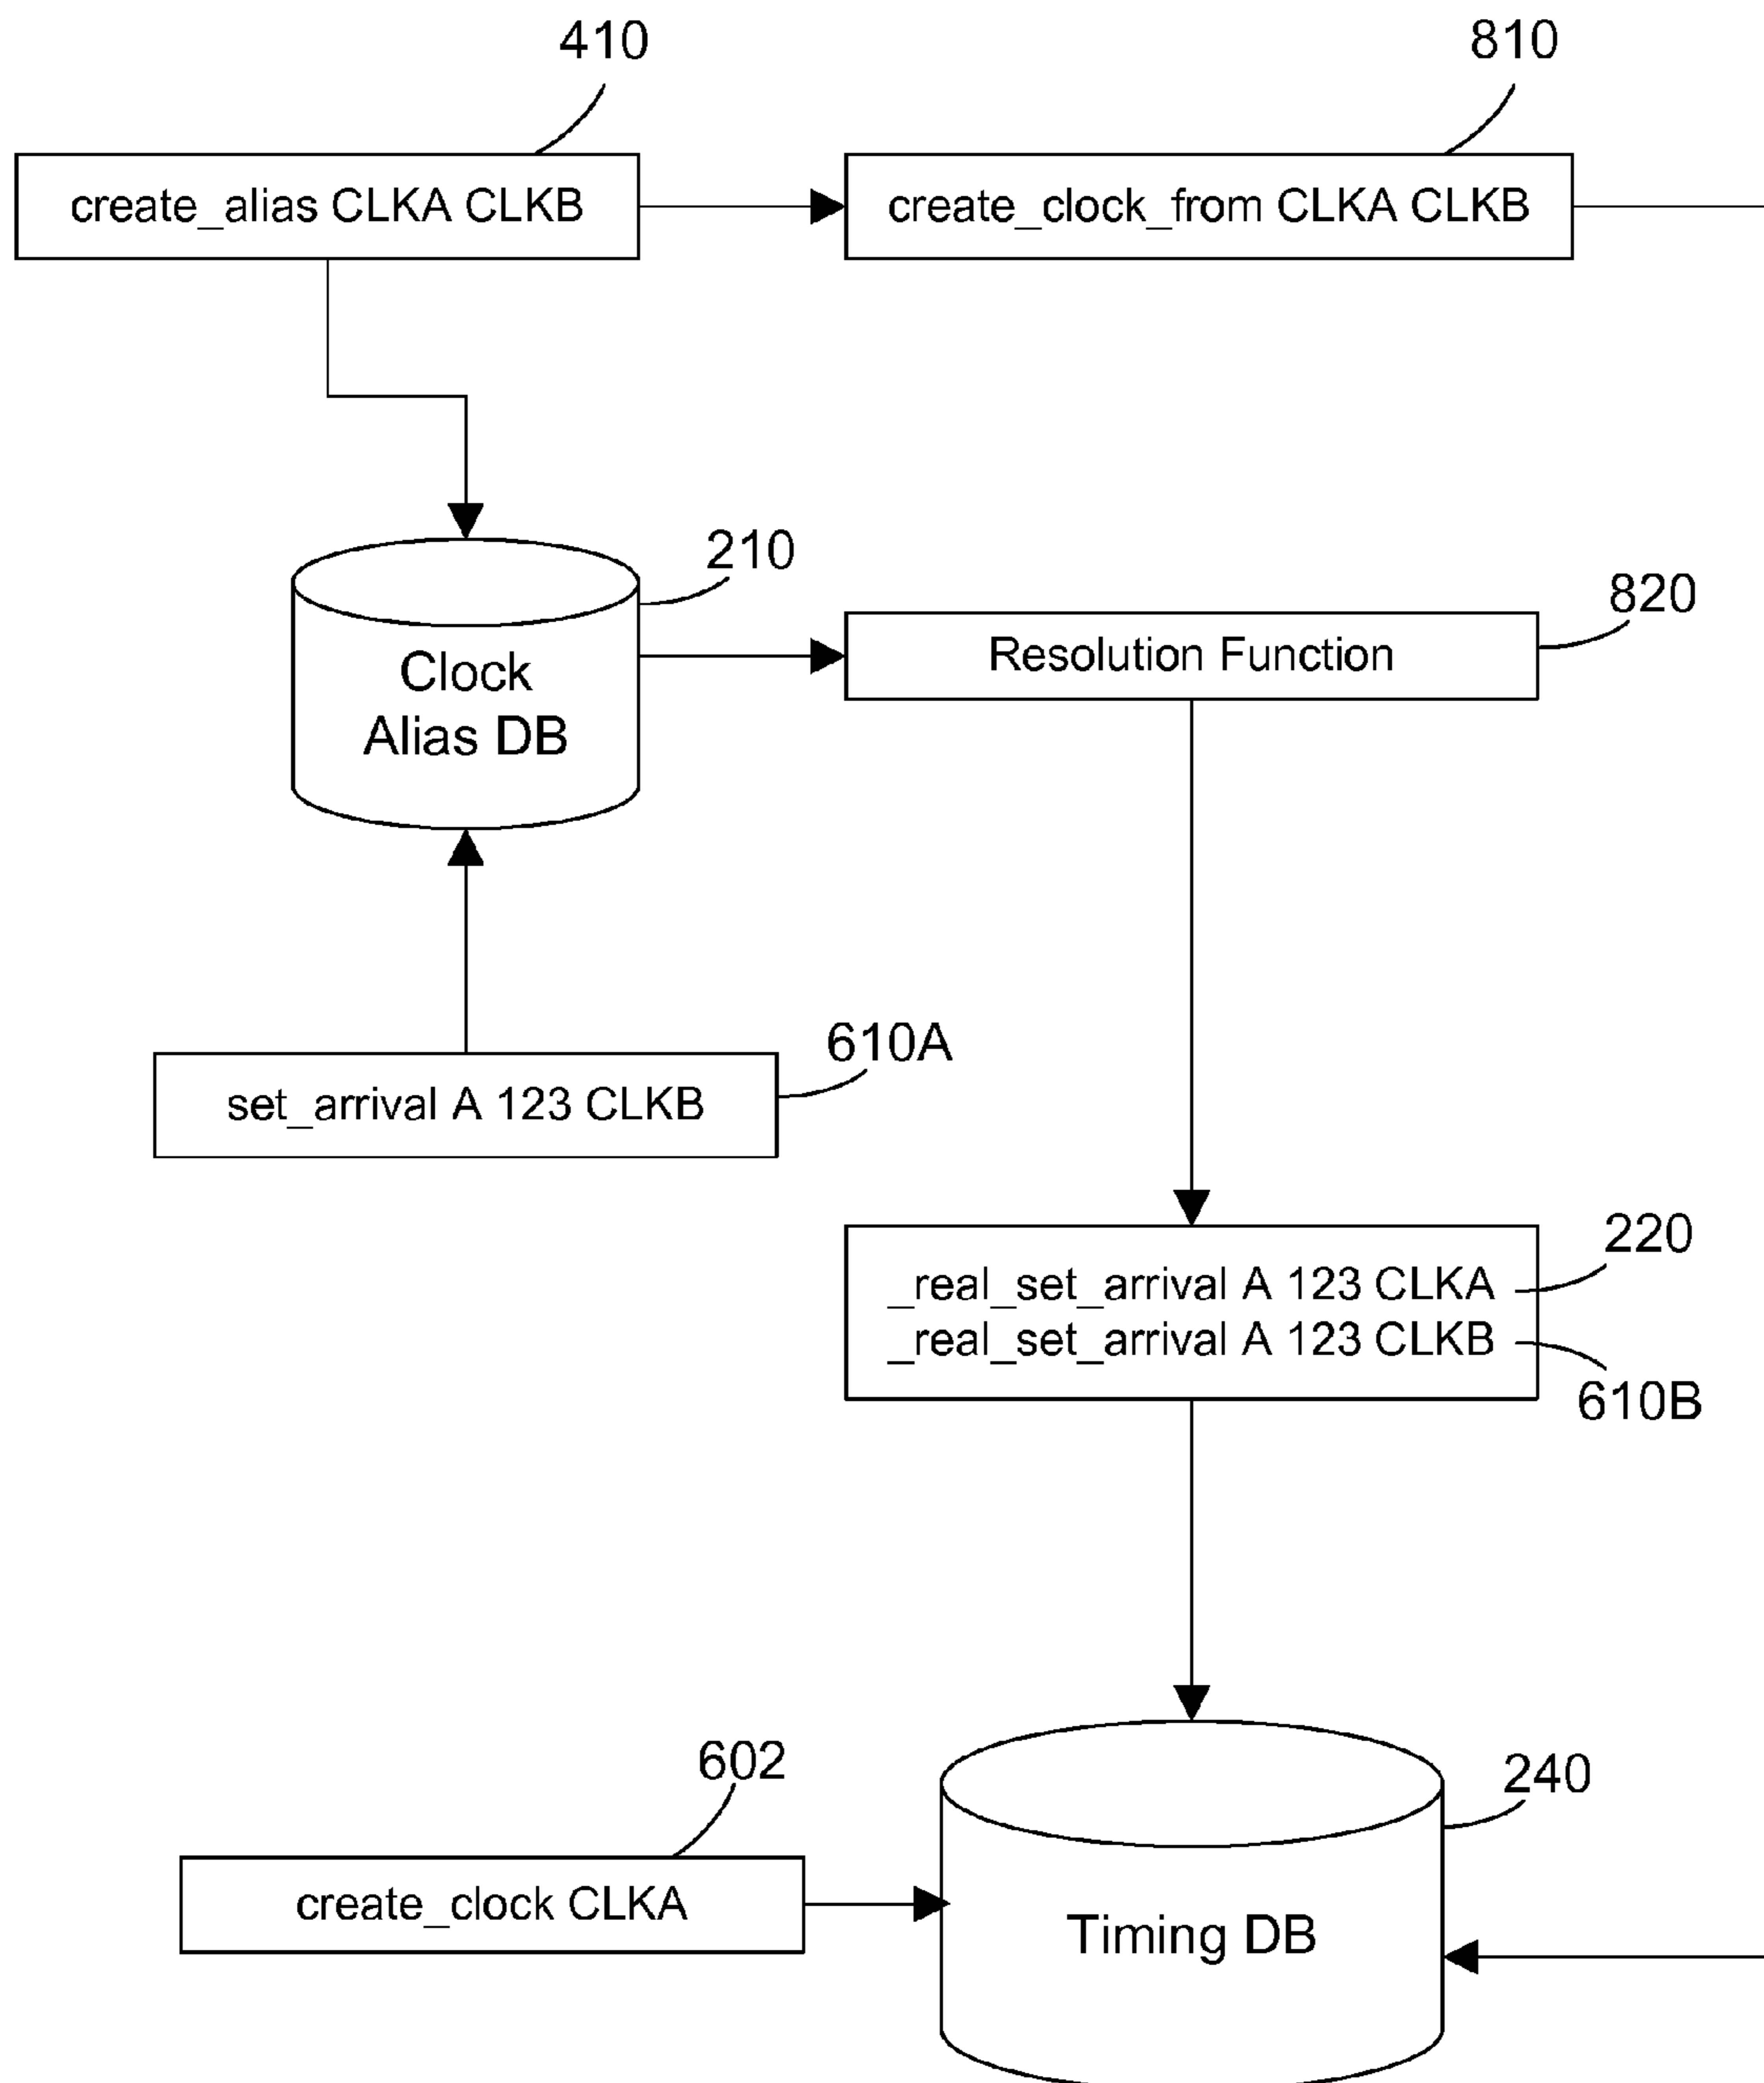 410
810
create_alias CLKA CLKB
create_clock_from CLKA CLKB
210
820
Clock
Alias DB
Resolution Function
610A
set_arrival A 123 CLKB
220
_real_set_arrival A 123 CLKA
_real_set_arrival A 123 CLKB
610B
602
240
create_clock CLKA
Timing DB